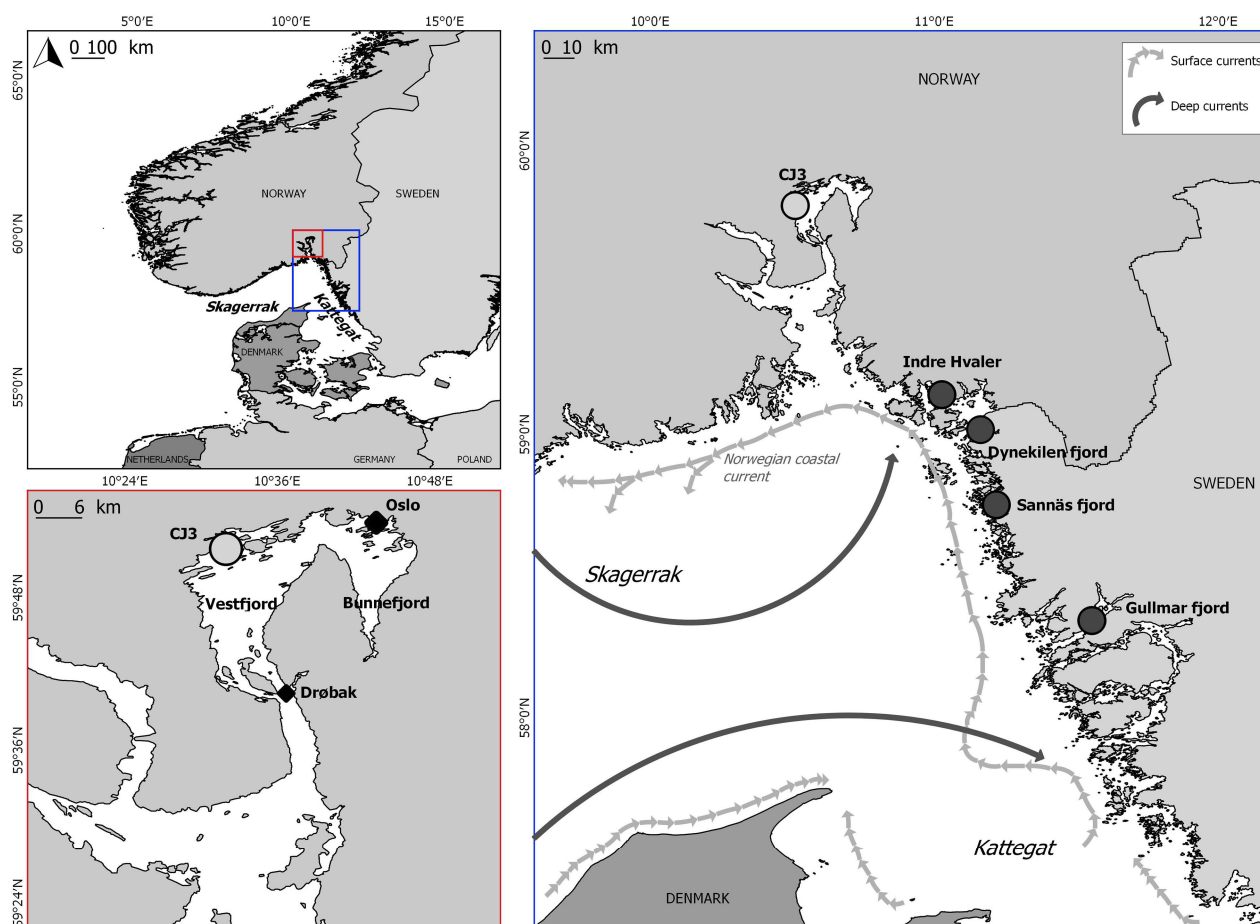 5°0'E 10°0'E 15°0'E
0 100 km
65°0'N
60°0'N
55°0'N
NORWAY
SWEDEN
Skagerrak
Kattegat
DENMARK
NETHERLANDS
GERMANY
POLAND
10°24'E 10°36'E 10°48'E
0 6 km
59°48'N
59°36'N
59°24'N
Oslo
CJ3
Vestfjord
Bunnefjord
Drøbak
10°0'E 11°0'E 12°0'E
0 10 km
60°0'N
59°0'N
58°0'N
Surface currents
Deep currents
NORWAY
CJ3
Indre Hvaler
Dynekilen fjord
Norwegian coastal
current
SWEDEN
Sannäs fjord
Skagerrak
Gullmar fjord
Kattegat
DENMARK